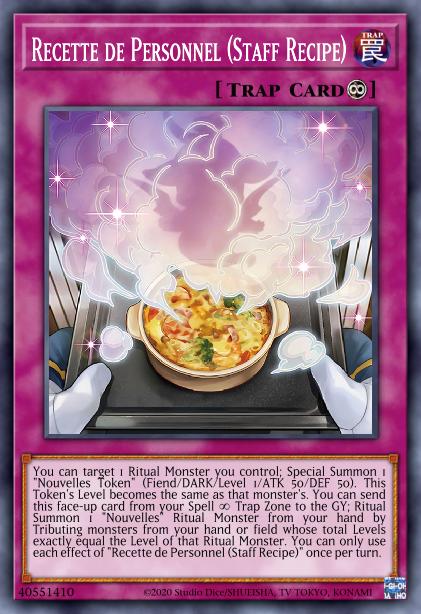 Recette de Personnel (Staff Recipe)
TRAP
罠
[Trap Card∞]
You can target 1 Ritual Monster you control; Special Summon 1
"Nouvelles Token" (Fiend/DARK/Level 1/ATK 50/DEF 50). This
Token's Level becomes the same as that monster's. You can send
this face-up card from your Spell & Trap Zone to the GY; Ritual
Summon 1 "Nouvelles" Ritual Monster from your hand by
Tributing monsters from your hand or field whose total Levels
exactly equal the Level of that Ritual Monster. You can only use
each effect of "Recette de Personnel (Staff Recipe)" once per turn.
40551410
©2020 Studio Dice/SHUEISHA, TV TOKYO, KONAMI